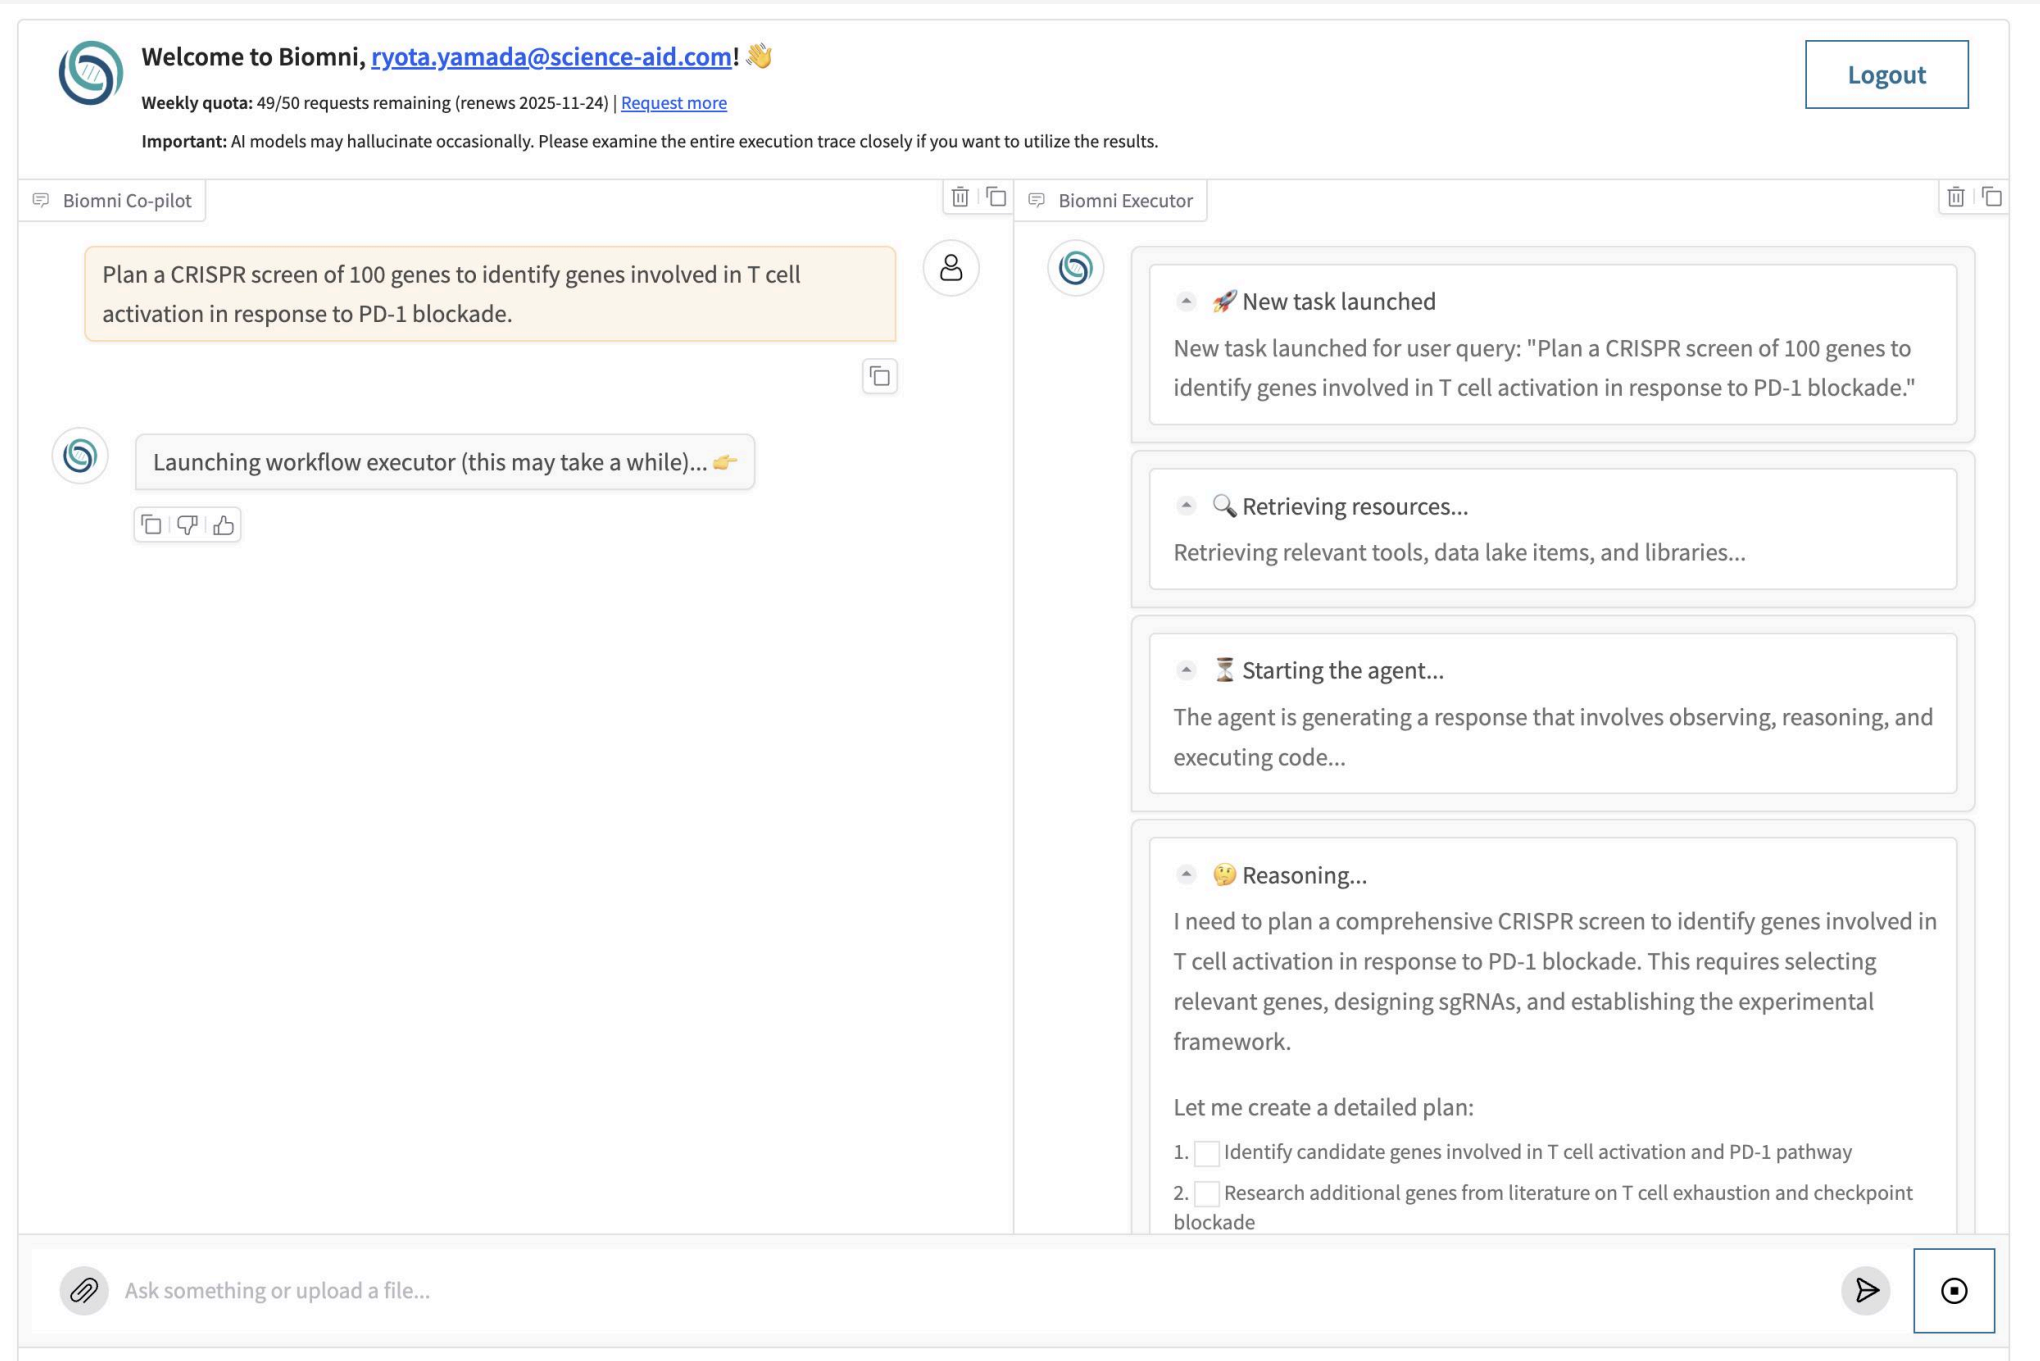 Welcome to Biomni, ryota.yamada@science-aid.com! 👋
Weekly quota: 49/50 requests remaining (renews 2025-11-24) | Request more
Important: AI models may hallucinate occasionally. Please examine the entire execution trace closely if you want to utilize the results.
Logout
Biomni Co-pilot
Plan a CRISPR screen of 100 genes to identify genes involved in T cell
activation in response to PD-1 blockade.
Launching workflow executor (this may take a while)... 👉
Biomni Executor
🚀 New task launched
New task launched for user query: "Plan a CRISPR screen of 100 genes to
identify genes involved in T cell activation in response to PD-1 blockade."
🔍 Retrieving resources...
Retrieving relevant tools, data lake items, and libraries...
⏳ Starting the agent...
The agent is generating a response that involves observing, reasoning, and
executing code...
🤔 Reasoning...
I need to plan a comprehensive CRISPR screen to identify genes involved in
T cell activation in response to PD-1 blockade. This requires selecting
relevant genes, designing sgRNAs, and establishing the experimental
framework.
Let me create a detailed plan:
1. Identify candidate genes involved in T cell activation and PD-1 pathway
2. Research additional genes from literature on T cell exhaustion and checkpoint
blockade
Ask something or upload a file...